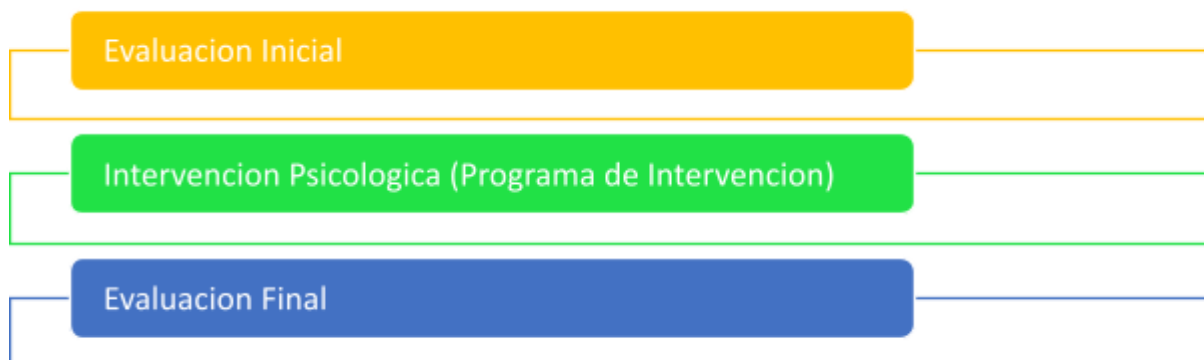 Evaluacion Inicial
Intervencion Psicologica (Programa de Intervencion)
Evaluacion Final